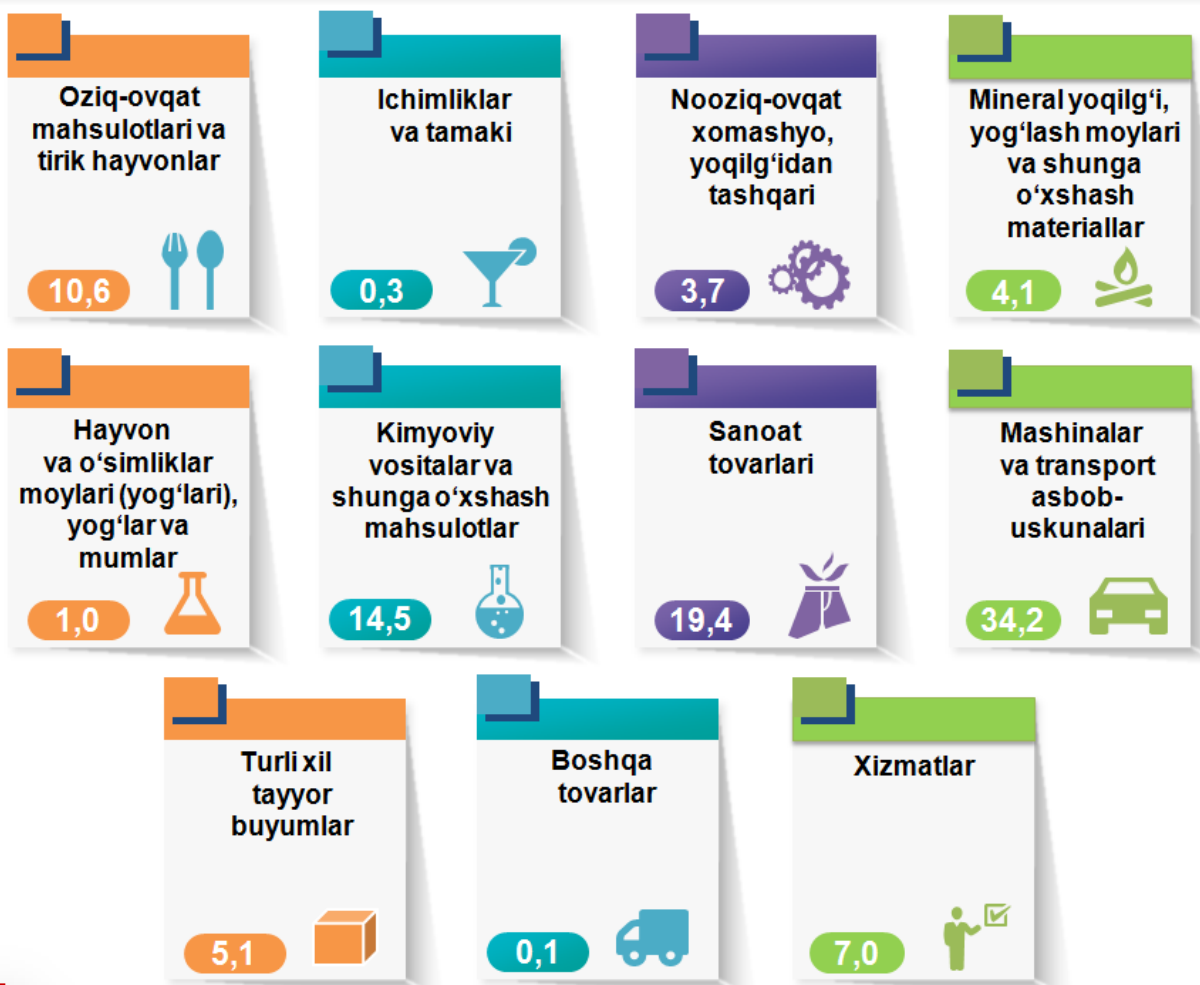 Oziq-ovqat
mahsulotlari va
tirik hayvonlar
10,6
Ichimliklar
va tamaki
0,3
Nooziq-ovqat
xomashyo,
yoqilg‘idan
tashqari
3,7
Mineral yoqilg‘i,
yog‘lash moylari
va shunga
o‘xshash
materiallar
4,1
Hayvon
va o‘simliklar
moylari (yog‘lari),
yog‘lar va
mumlar
1,0
Kimyoviy
vositalar va
shunga o‘xshash
mahsulotlar
14,5
Sanoat
tovarlari
19,4
Mashinalar
va transport
asbob-
uskunalari
34,2
Turli xil
tayyor
buyumlar
5,1
Boshqa
tovarlar
0,1
Xizmatlar
7,0